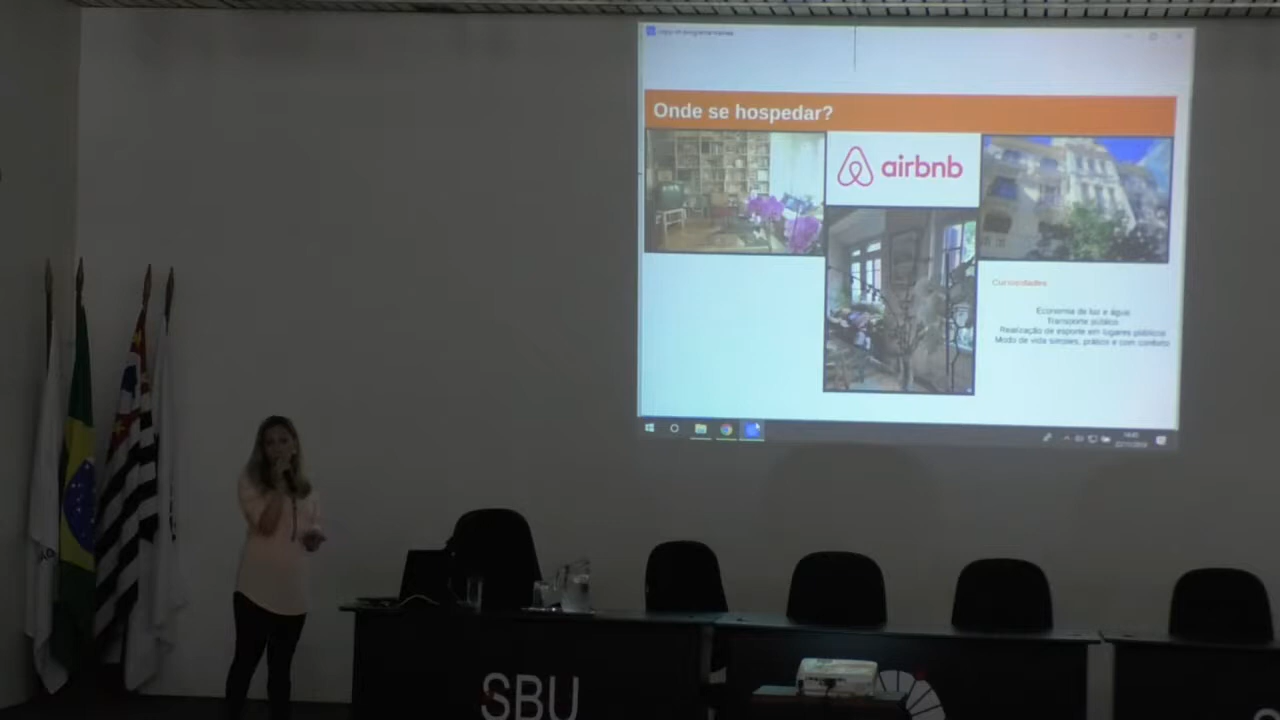 Onde se hospedar?
airbnb
Curiosidades
Economia de luz e água
Transporte público
Realização de esporte em lugares públicos
Modo de vida simples, prático e com conforto
SBU